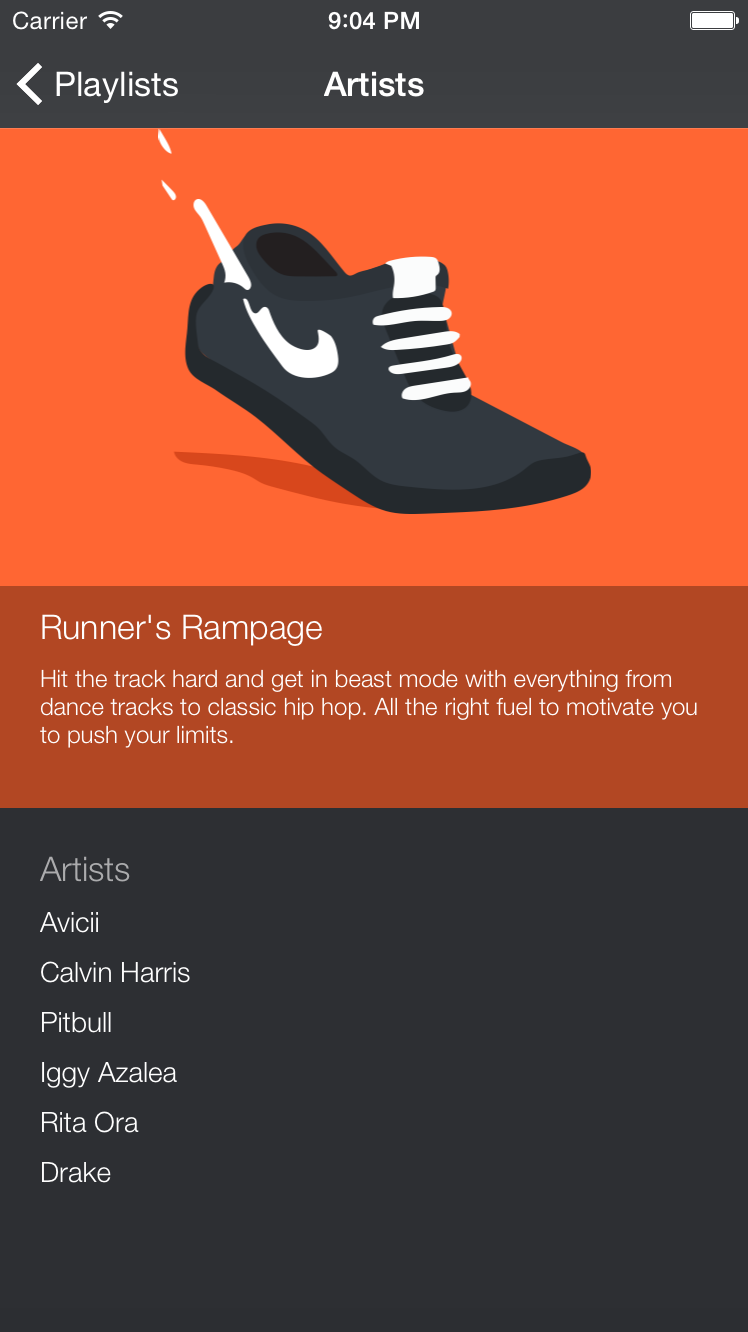 Carrier 9:04 PM
Playlists Artists
Runner's Rampage
Hit the track hard and get in beast mode with everything from
dance tracks to classic hip hop. All the right fuel to motivate you
to push your limits.
Artists
Avicii
Calvin Harris
Pitbull
Iggy Azalea
Rita Ora
Drake